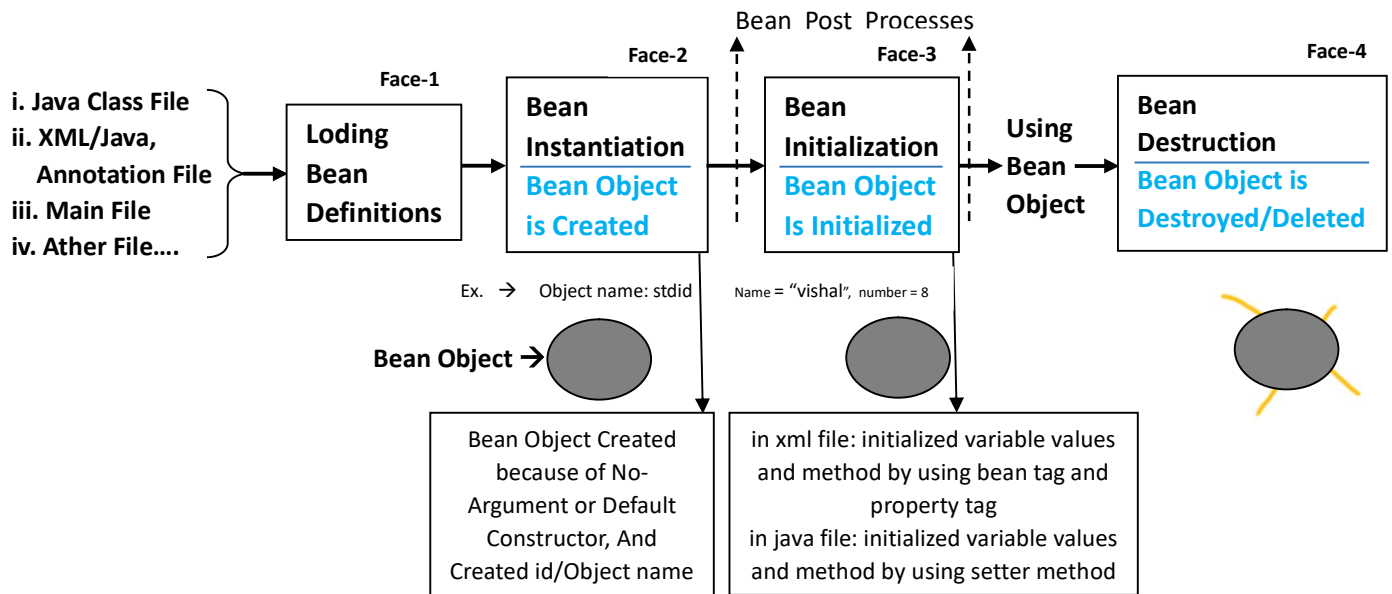 Bean Post Processes
Face-1
Face-2
Face-3
Face-4
i. Java Class File
ii. XML/Java,
Annotation File
iii. Main File
iv. Ather File....
Loding
Bean
Definitions
Bean
Instantiation
Bean Object
is Created
Bean
Initialization
Bean Object
Is Initialized
Using
Bean
Object
Bean
Destruction
Bean Object is
Destroyed/Deleted
Ex. → Object name: stdid
Name = “vishal”, number = 8
Bean Object →
Bean Object Created
because of No-
Argument or Default
Constructor, And
Created id/Object name
in xml file: initialized variable values
and method by using bean tag and
property tag
in java file: initialized variable values
and method by using setter method